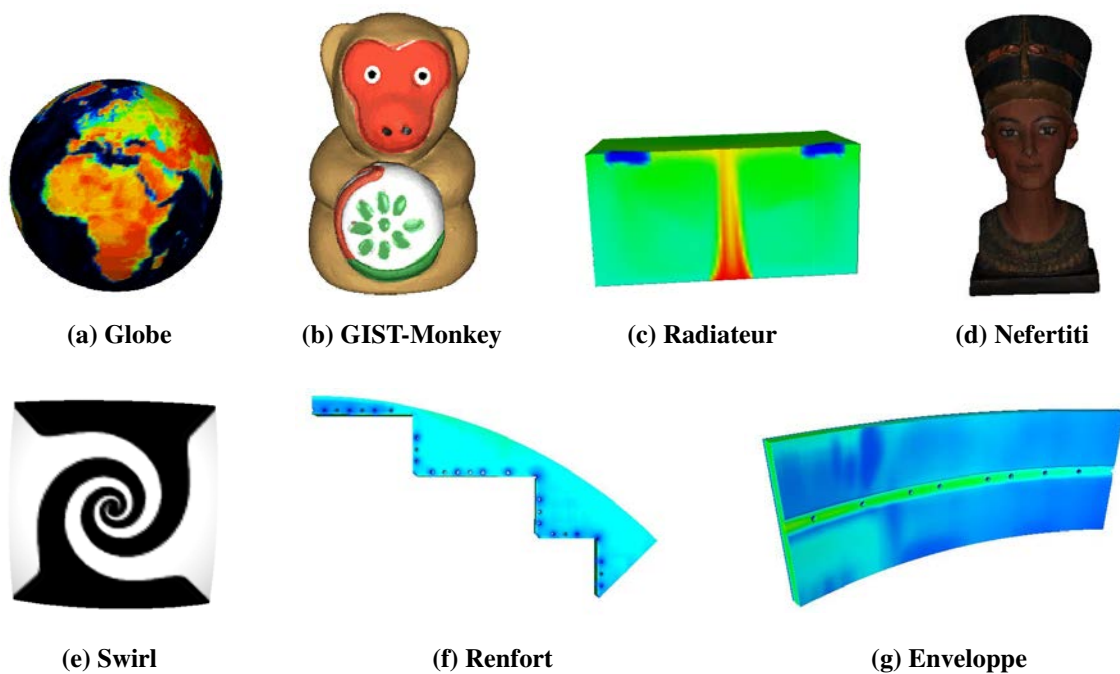 (a) Globe
(b) GIST-Monkey
(c) Radiateur
(d) Nefertiti
(e) Swirl
(f) Renfort
(g) Enveloppe